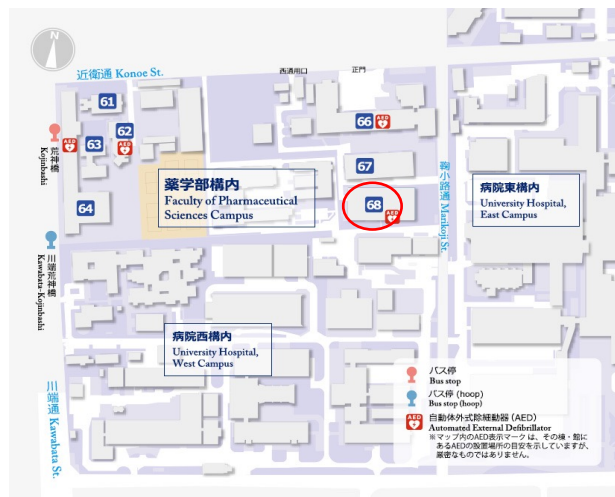 N
近衛通 Konoe St.
西通用口
正門
61
62
63
64
66
67
68
AED
AED
AED
AED
荒神橋
Kojinbashi
川端荒神橋
Kawabata-Kojinbashi
薬学部構内
Faculty of Pharmaceutical
Sciences Campus
鞠小路通 Marikoji St.
病院東構内
University Hospital,
East Campus
病院西構内
University Hospital,
West Campus
川端通 Kawabata St.
バス停
Bus stop
バス停 (hoop)
Bus stop (hoop)
AED
自動体外式除細動器 (AED)
Automated External Defibrillator
※マップ内のAED表示マークは、その棟・館に
あるAEDの設置場所の目安を示していますが、
厳密なものではありません。